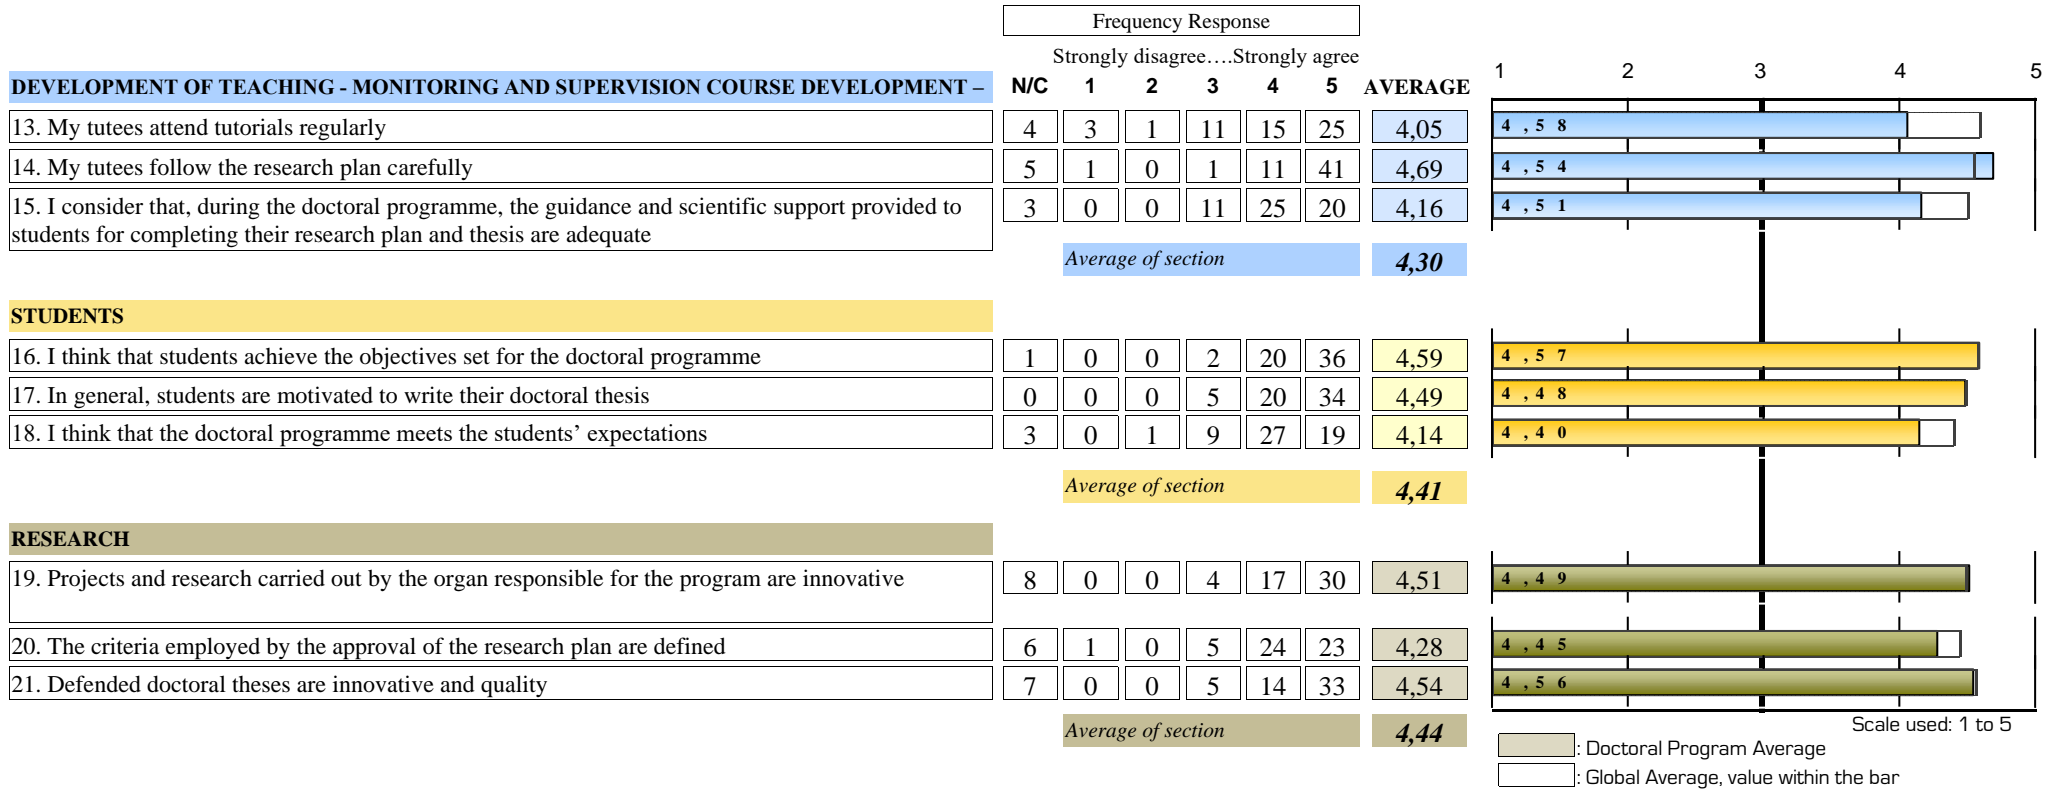 Frequency Response
Strongly disagree….Strongly agree
DEVELOPMENT OF TEACHING - MONITORING AND SUPERVISION COURSE DEVELOPMENT – N/C 1 2 3 4 5 AVERAGE 1 2 3 4 5
13. My tutees attend tutorials regularly 4 3 1 11 15 25 4,05 4,58
14. My tutees follow the research plan carefully 5 1 0 1 11 41 4,69 4,54
15. I consider that, during the doctoral programme, the guidance and scientific support provided to 3 0 0 11 25 20 4,16 4,51
students for completing their research plan and thesis are adequate
Average of section 4,30
STUDENTS
16. I think that students achieve the objectives set for the doctoral programme 1 0 0 2 20 36 4,59 4,57
17. In general, students are motivated to write their doctoral thesis 0 0 0 5 20 34 4,49 4,48
18. I think that the doctoral programme meets the students’ expectations 3 0 1 9 27 19 4,14 4,40
Average of section 4,41
RESEARCH
19. Projects and research carried out by the organ responsible for the program are innovative 8 0 0 4 17 30 4,51 4,49
20. The criteria employed by the approval of the research plan are defined 6 1 0 5 24 23 4,28 4,45
21. Defended doctoral theses are innovative and quality 7 0 0 5 14 33 4,54 4,56
Average of section 4,44
Scale used: 1 to 5
: Doctoral Program Average
: Global Average, value within the bar